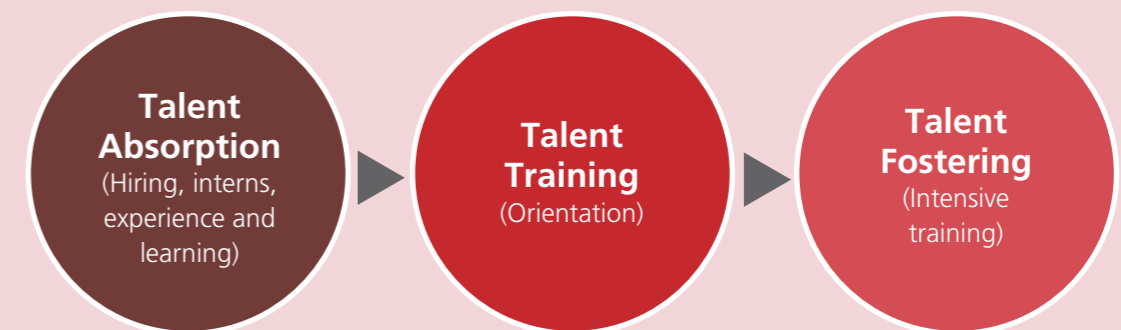 Talent
Absorption
(Hiring, interns,
experience and
learning)
Talent
Training
(Orientation)
Talent
Fostering
(Intensive
training)